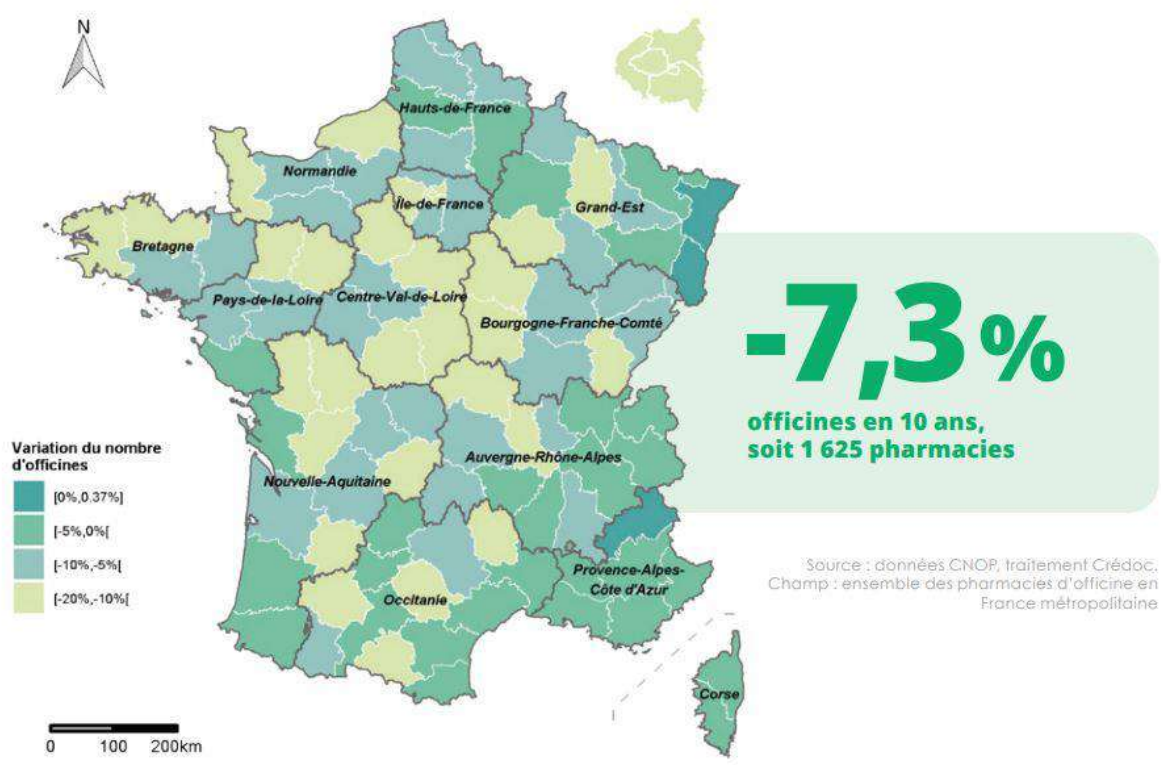 N
Hauts-de-France
Normandie
Île-de-France
Grand-Est
Bretagne
Pays-de-la-Loire
Centre-Val-de-Loire
Bourgogne-Franche-Comté
Auvergne-Rhône-Alpes
Nouvelle-Aquitaine
Provence-Alpes-
Côte d'Azur
Occitanie
Corse
Variation du nombre
d'officines
[0%,0.37%]
[-5%,0%[
[-10%,-5%[
[-20%,-10%[
0 100 200km
-7,3%
officines en 10 ans,
soit 1 625 pharmacies
Source : données CNOP, traitement Crédoc.
Champ : ensemble des pharmacies d'officine en
France métropolitaine